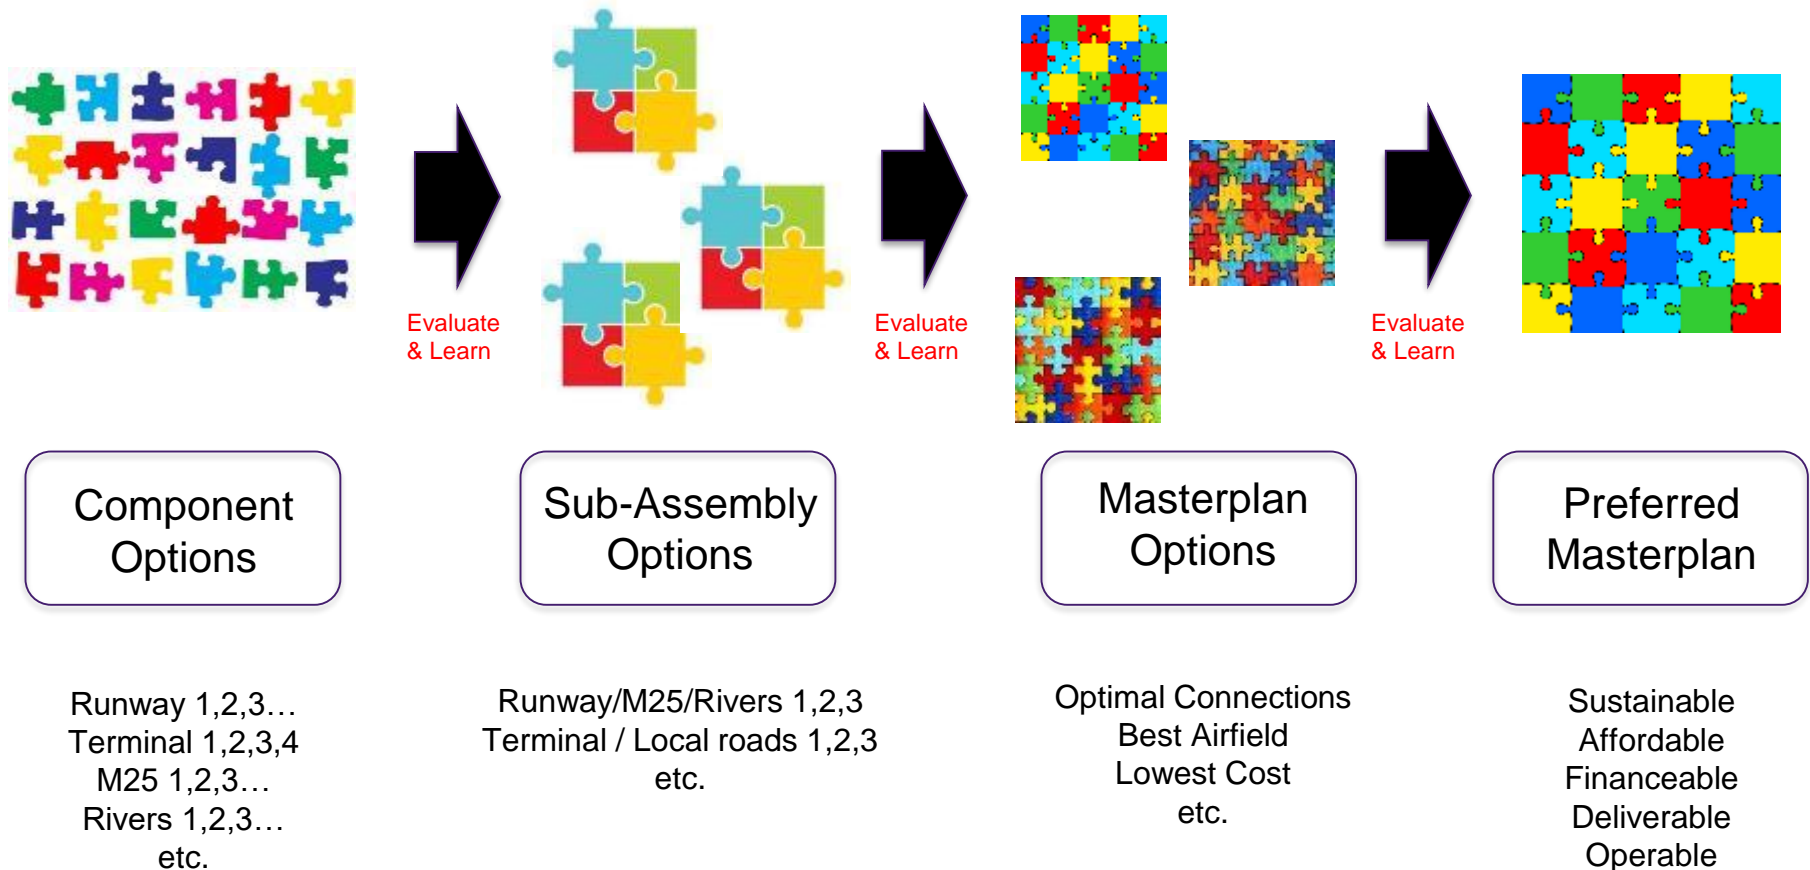 Evaluate
& Learn
Evaluate
& Learn
Evaluate
& Learn
Component
Options
Sub-Assembly
Options
Masterplan
Options
Preferred
Masterplan
Runway 1,2,3…
Terminal 1,2,3,4
M25 1,2,3…
Rivers 1,2,3…
etc.
Runway/M25/Rivers 1,2,3
Terminal / Local roads 1,2,3
etc.
Optimal Connections
Best Airfield
Lowest Cost
etc.
Sustainable
Affordable
Financeable
Deliverable
Operable